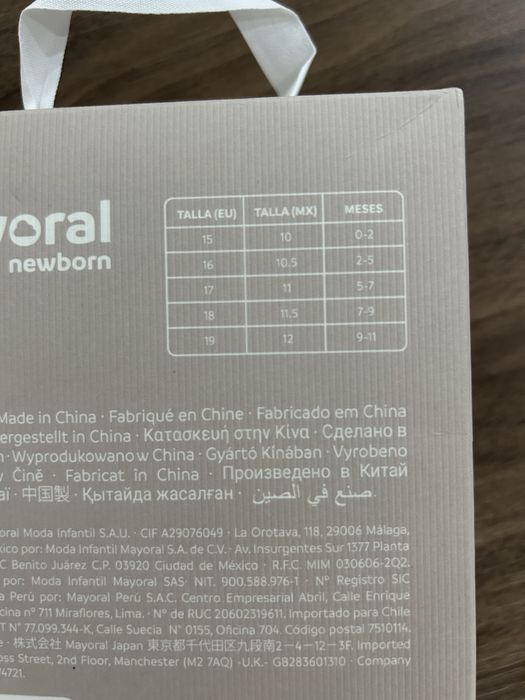 yoral
newborn
TALLA (EU) TALLA (MX) MESES
15 10 0-2
16 10.5 2-5
17 11 5-7
18 11.5 7-9
19 12 9-11
Made in China · Fabriqué en Chine · Fabricado em China
ergestellt in China · Κατασκευή στην Κίνα · Сделано в
· Wyprodukowano w China · Gyártó Kínában · Vyrobeno
v Čině · Fabricat în China · Произведено в Китай
aï · 中国製 · Қытайда жасалған · صنع في الصين.
oral Moda Infantil S.A.U. · CIF A29076049 · La Orotava, 118, 29006 Málaga,
xico por: Moda Infantil Mayoral S.A. de C.V. · Av. Insurgentes Sur 1377 Planta
C Benito Juárez C.P. 03920 Ciudad de México · R.F.C. MIM 030606-2Q2.
por: Moda Infantil Mayoral SAS· NIT. 900.588.976-1 · Nº Registro SIC
a Perú por: Mayoral Perú S.A.C. Centro Empresarial Abril, Calle Enrique
cina nº 711 Miraflores, Lima. · Nº de RUC 20602319611. Importado para Chile
T N° 77.099.344-K, Calle Suecia N° 0155, Oficina 704. Código postal 7510114.
e · 株式会社 Mayoral Japan 東京都千代田区九段南2-4-12-3F. Imported
oss Street, 2nd Floor, Manchester (M2 7AQ) -U.K.- GB283601310 · Company
4721.